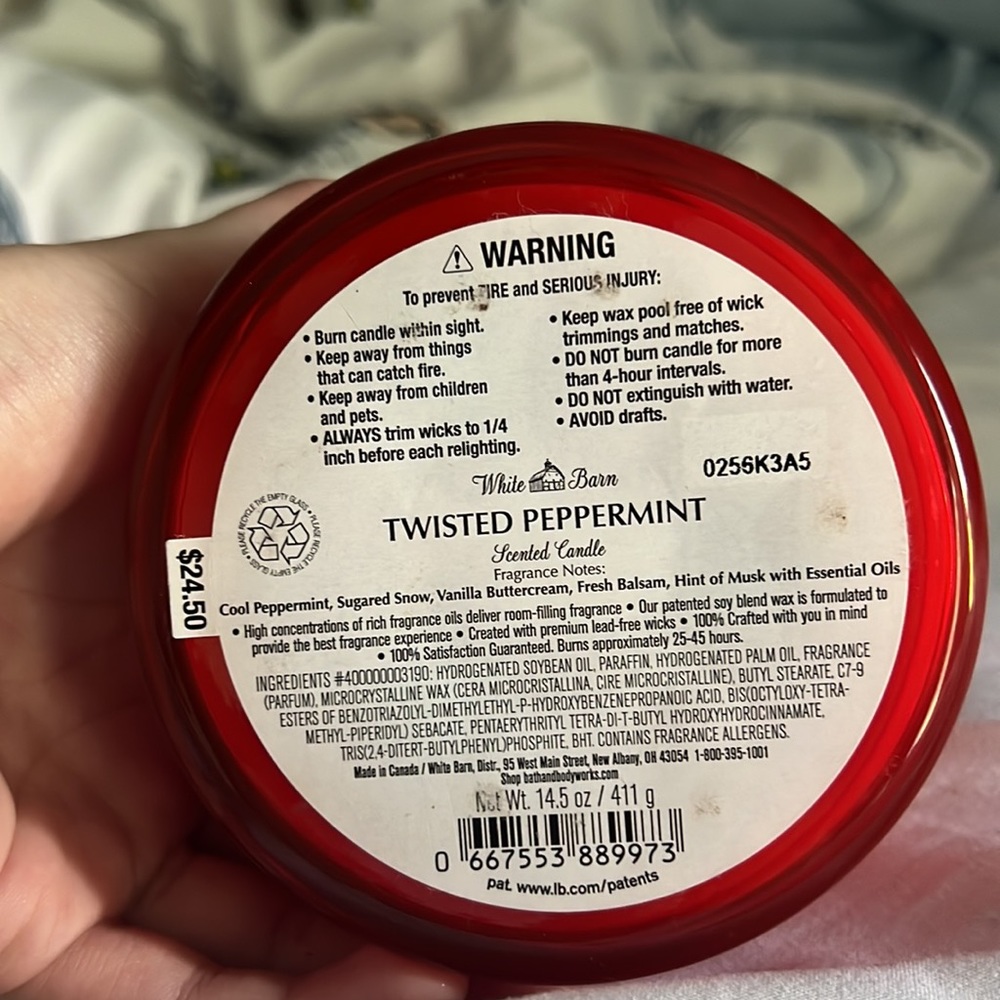 WARNING
To prevent FIRE and SERIOUS INJURY:
• Burn candle within sight.
• Keep away from things
that can catch fire.
• Keep away from children
and pets.
• ALWAYS trim wicks to 1/4
inch before each relighting.
• Keep wax pool free of wick
trimmings and matches.
• DO NOT burn candle for more
than 4-hour intervals.
• DO NOT extinguish with water.
• AVOID drafts.
0256K3A5
White Barn
TWISTED PEPPERMINT
Scented Candle
Fragrance Notes:
Cool Peppermint, Sugared Snow, Vanilla Buttercream, Fresh Balsam, Hint of Musk with Essential Oils
• High concentrations of rich fragrance oils deliver room-filling fragrance • Our patented soy blend wax is formulated to
provide the best fragrance experience • Created with premium lead-free wicks • 100% Crafted with you in mind
• 100% Satisfaction Guaranteed. Burns approximately 25-45 hours.
INGREDIENTS #400000003190: HYDROGENATED SOYBEAN OIL, PARAFFIN, HYDROGENATED PALM OIL, FRAGRANCE
(PARFUM), MICROCRYSTALLINE WAX (CERA MICROCRISTALLINA, CIRE MICROCRISTALLINE), BUTYL STEARATE, C7-9
ESTERS OF BENZOTRIAZOLYL-DIMETHYLETHYL-P-HYDROXYBENZENEPROPANOIC ACID, BIS(OCTYLOXY-TETRA-
METHYL-PIPERIDYL) SEBACATE, PENTAERYTHRITYL TETRA-DI-T-BUTYL HYDROXYHYDROCINNAMATE,
TRIS(2,4-DITERT-BUTYLPHENYL)PHOSPHITE, BHT. CONTAINS FRAGRANCE ALLERGENS.
Made in Canada / White Barn, Distr., 95 West Main Street, New Albany, OH 43054 1-800-395-1001
Shop bathandbodyworks.com
Net Wt. 14.5 oz / 411 g
0 667553 889973
pat. www.lb.com/patents
PLEASE RECYCLE THE EMPTY GLASS • PLEASE RECYCLE THE EMPTY GLASS •
$24.50